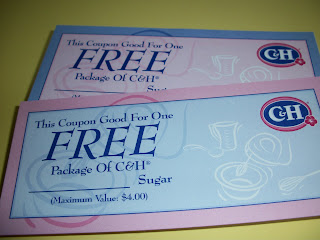 This Coupon Good For One
FREE
Package Of C&H®
Sugar
C&H
This Coupon Good For One
FREE
Package Of C&H®
Sugar
(Maximum Value: $4.00)
C&H